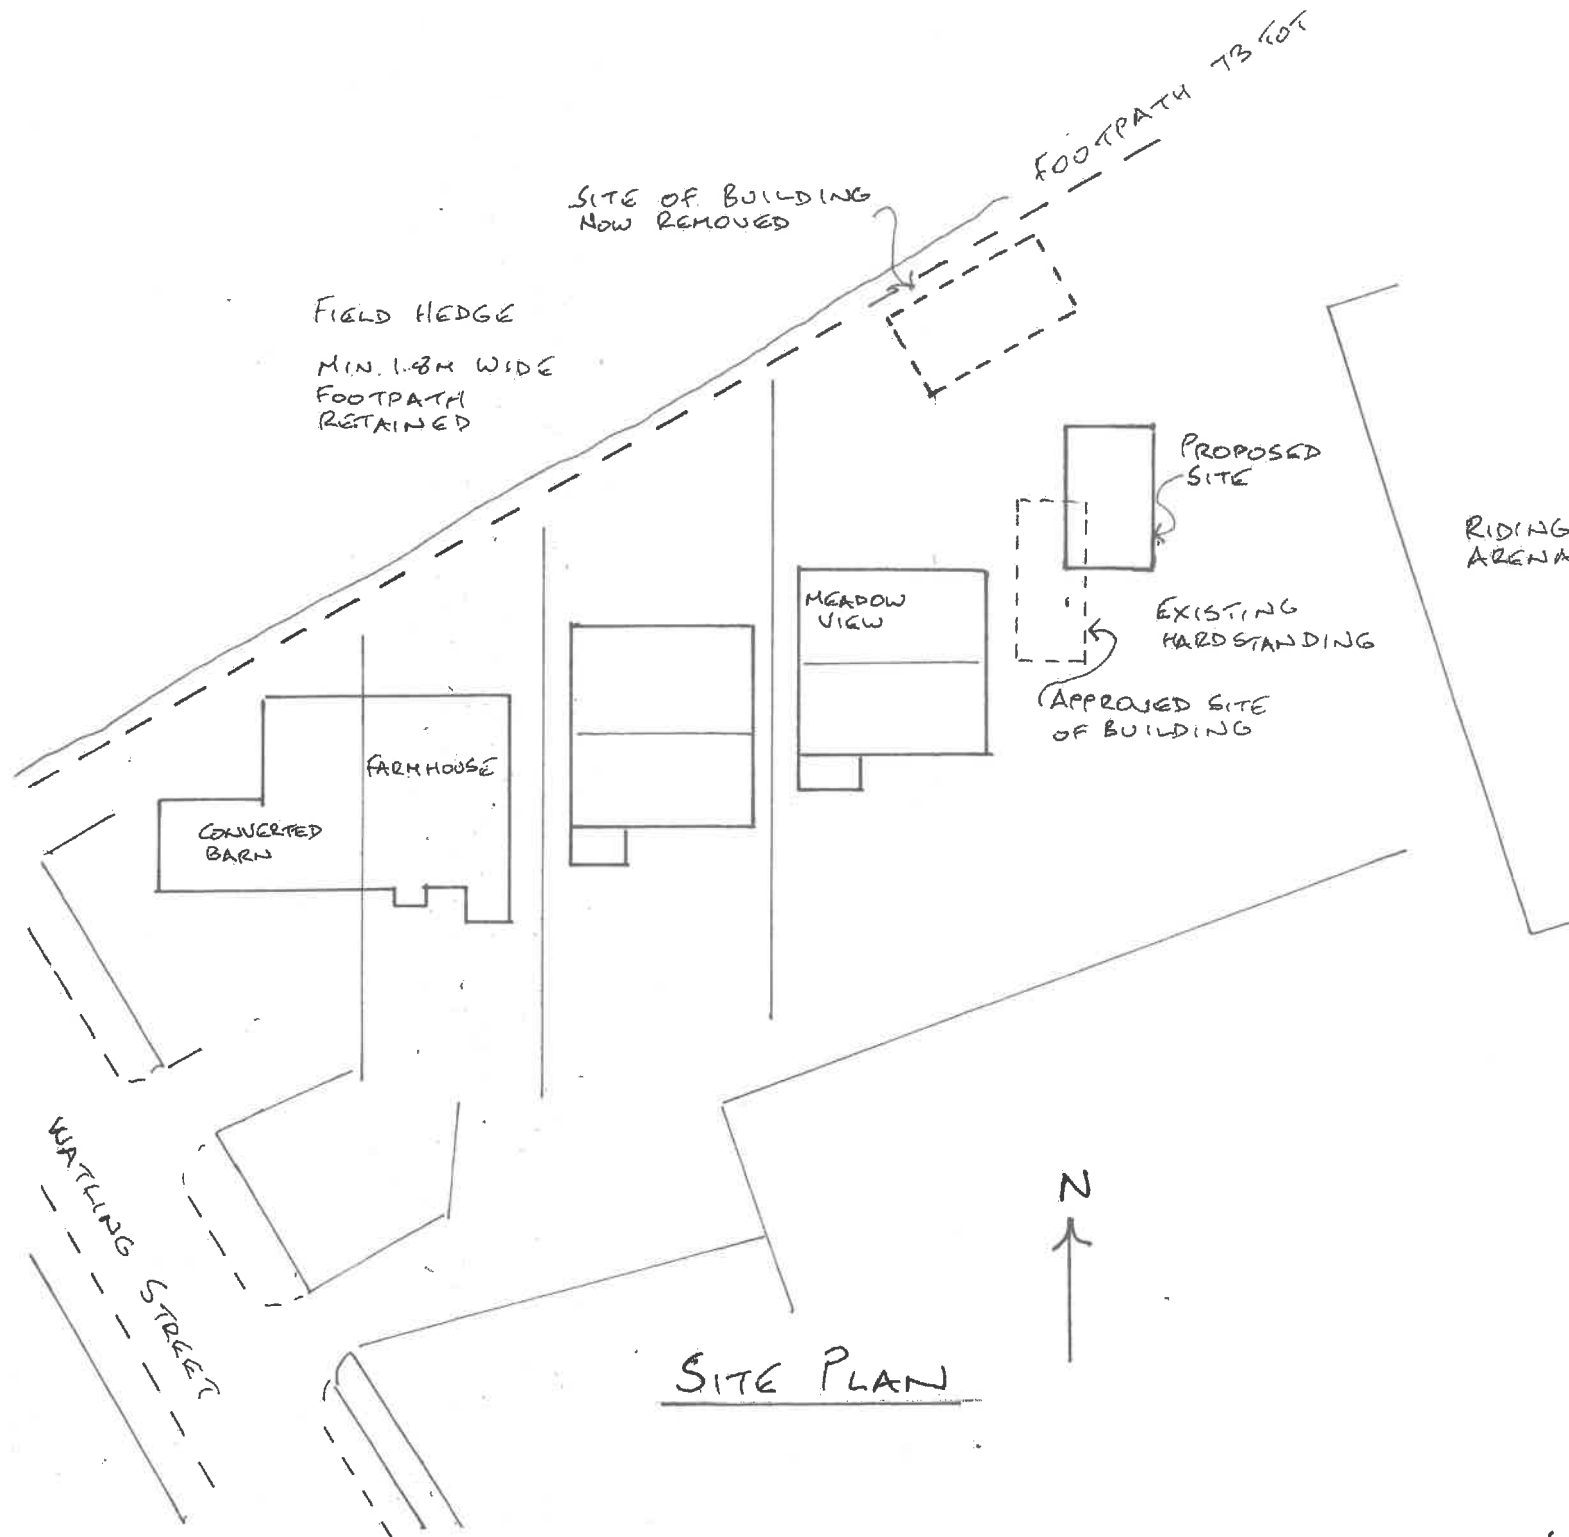 FOOTPATH
SITE OF BUILDING
NOW REMOVED
FIELD HEDGE
MIN. 1.8M WIDE
FOOTPATH
RETAINED
PROPOSED
SITE
RIDING
ARENA
MEADOW
VIEW
EXISTING
HARDSTANDING
APPROVED SITE
OF BUILDING
FARMHOUSE
CONVERTED
BARN
WATLING STREET
N
SITE PLAN